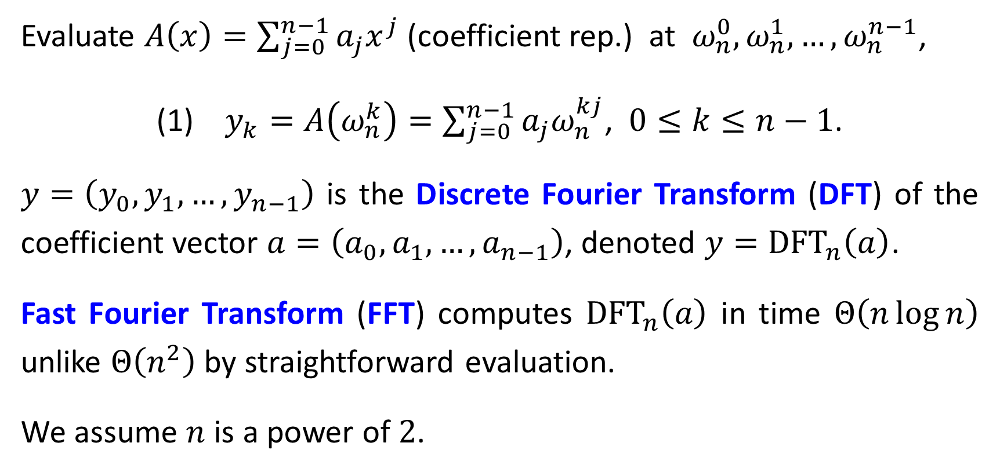 Evaluate $A(x) = \sum_{j=0}^{n-1} a_j x^j$ (coefficient rep.) at $\omega_n^0, \omega_n^1, \ldots, \omega_n^{n-1}$,
(1) $y_k = A(\omega_n^k) = \sum_{j=0}^{n-1} a_j \omega_n^{kj}, \; 0 \leq k \leq n-1.$
$y = (y_0, y_1, \ldots, y_{n-1})$ is the Discrete Fourier Transform (DFT) of the
coefficient vector $a = (a_0, a_1, \ldots, a_{n-1})$, denoted $y = \mathrm{DFT}_n(a)$.
Fast Fourier Transform (FFT) computes $\mathrm{DFT}_n(a)$ in time $\Theta(n \log n)$
unlike $\Theta(n^2)$ by straightforward evaluation.
We assume $n$ is a power of 2.